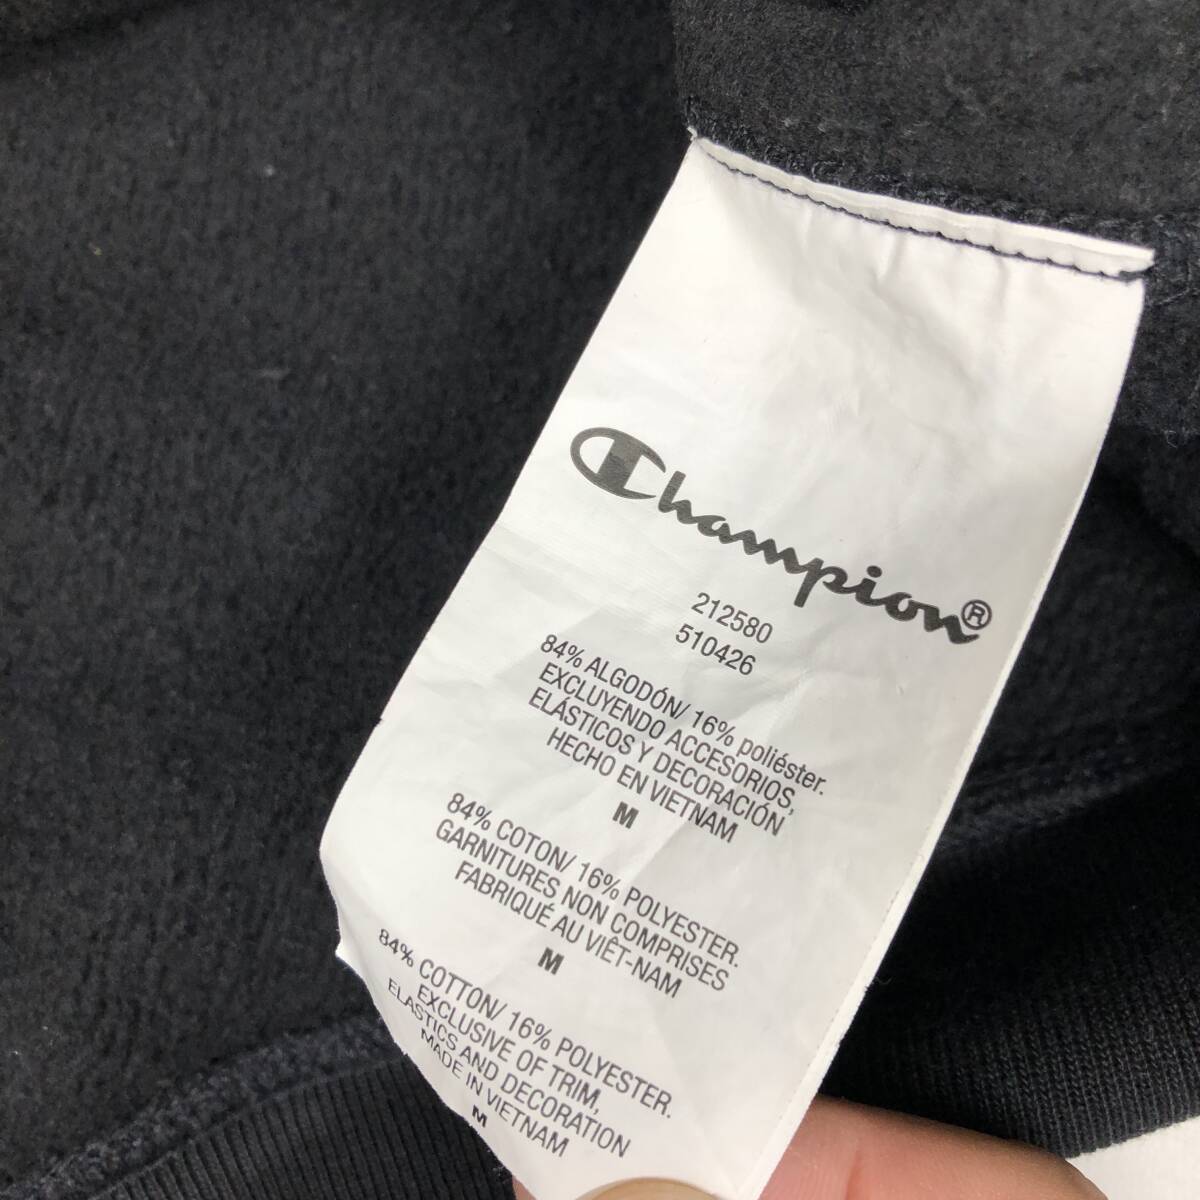 Champion®
212580
510426
84% ALGODÓN/ 16% poliéster.
EXCLUYENDO ACCESORIOS,
ELÁSTICOS Y DECORACIÓN
HECHO EN VIETNAM
M
84% COTON/ 16% POLYESTER.
GARNITURES NON COMPRISES
FABRIQUÉ AU VIÊT-NAM
M
84% COTTON/ 16% POLYESTER.
EXCLUSIVE OF TRIM,
ELASTICS AND DECORATION
MADE IN VIETNAM
M